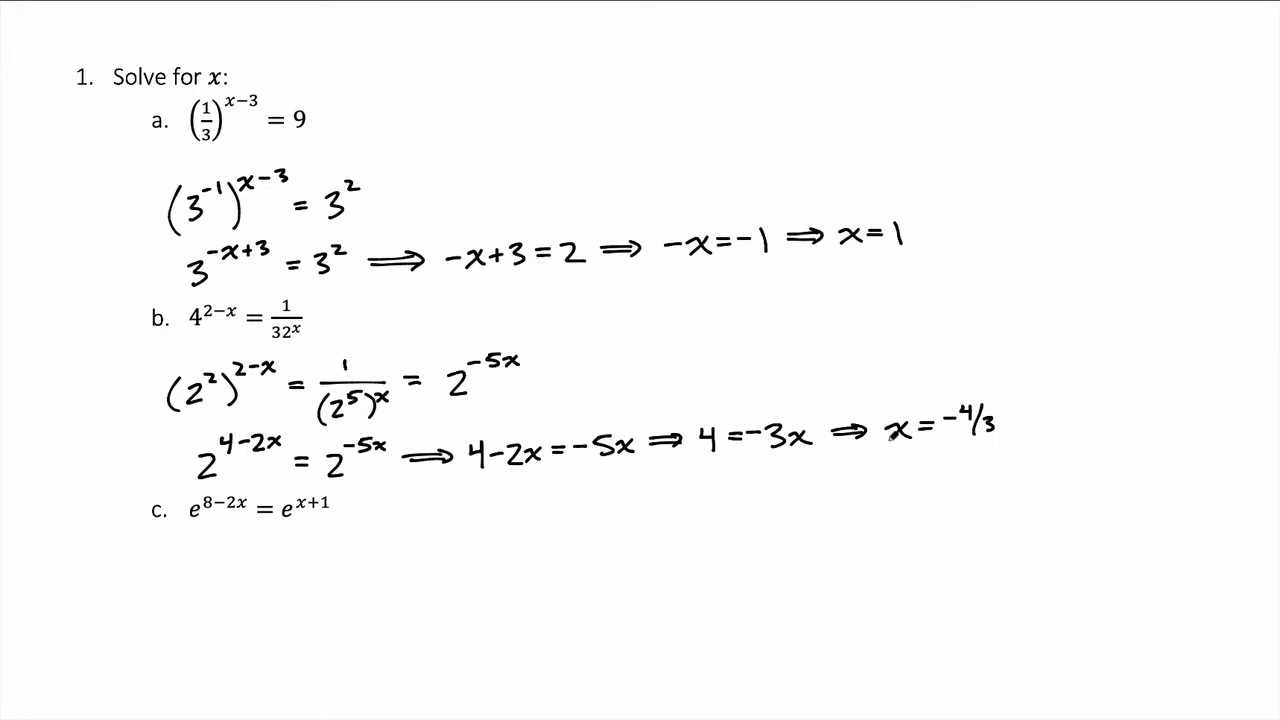 1. Solve for x:
a. (1/3)^(x−3) = 9
(3^(-1))^(x-3) = 3^2
3^(-x+3) = 3^2 ⟹ -x+3=2 ⟹ -x=-1 ⟹ x=1
b. 4^(2−x) = 1/32^x
(2^2)^(2-x) = 1/(2^5)^x = 2^(-5x)
2^(4-2x) = 2^(-5x) ⟹ 4-2x=-5x ⟹ 4=-3x ⟹ x=-4/3
c. e^(8−2x) = e^(x+1)